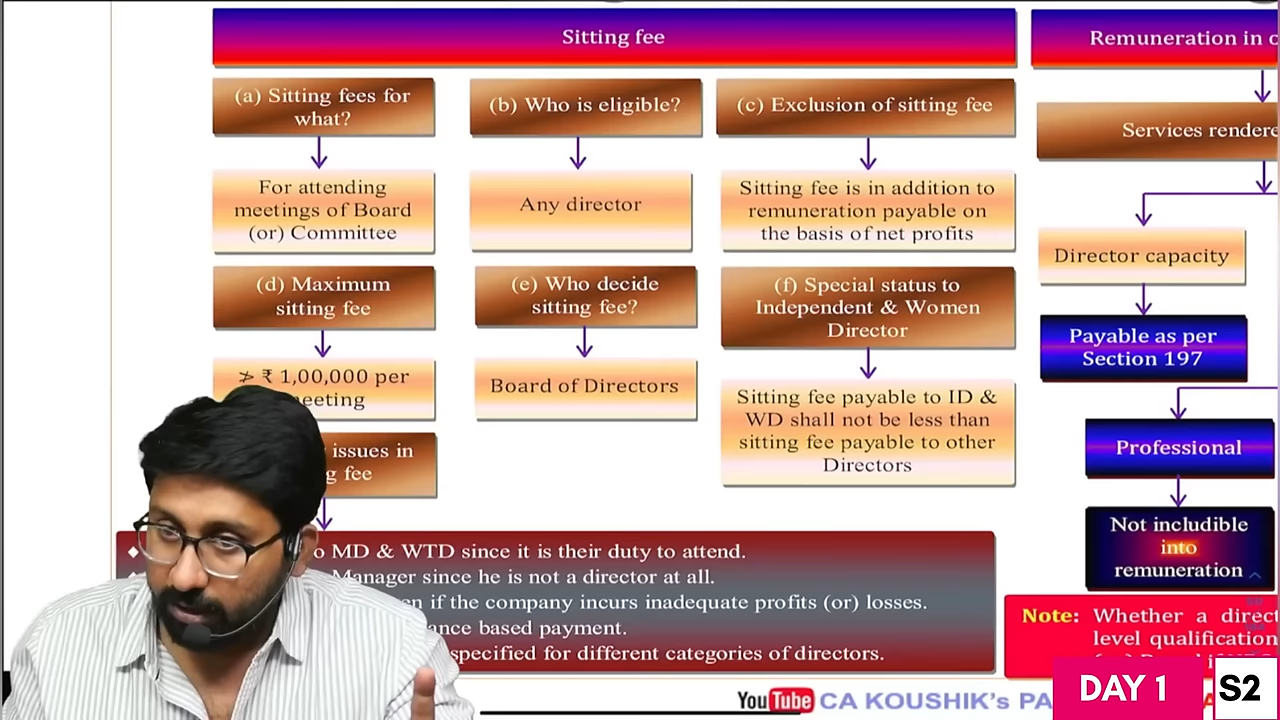 Sitting fee
(a) Sitting fees for
what?
For attending
meetings of Board
(or) Committee
(b) Who is eligible?
Any director
(c) Exclusion of sitting fee
Sitting fee is in addition to
remuneration payable on
the basis of net profits
(d) Maximum
sitting fee
≯ ₹ 1,00,000 per
(e) Who decide
sitting fee?
Board of Directors
(f) Special status to
Independent & Women
Director
Sitting fee payable to ID &
WD shall not be less than
sitting fee payable to other
Directors
issues in
fee
MD & WTD since it is their duty to attend.
Manager since he is not a director at all.
if the company incurs inadequate profits (or) losses.
based payment.
specified for different categories of directors.
Remuneration in
Services
Director capacity
Payable as per
Section 197
Professional
Not includible
into
remuneration
Note: Whether a
level qualification
YouTube CA KOUSHIK's
DAY 1
S2